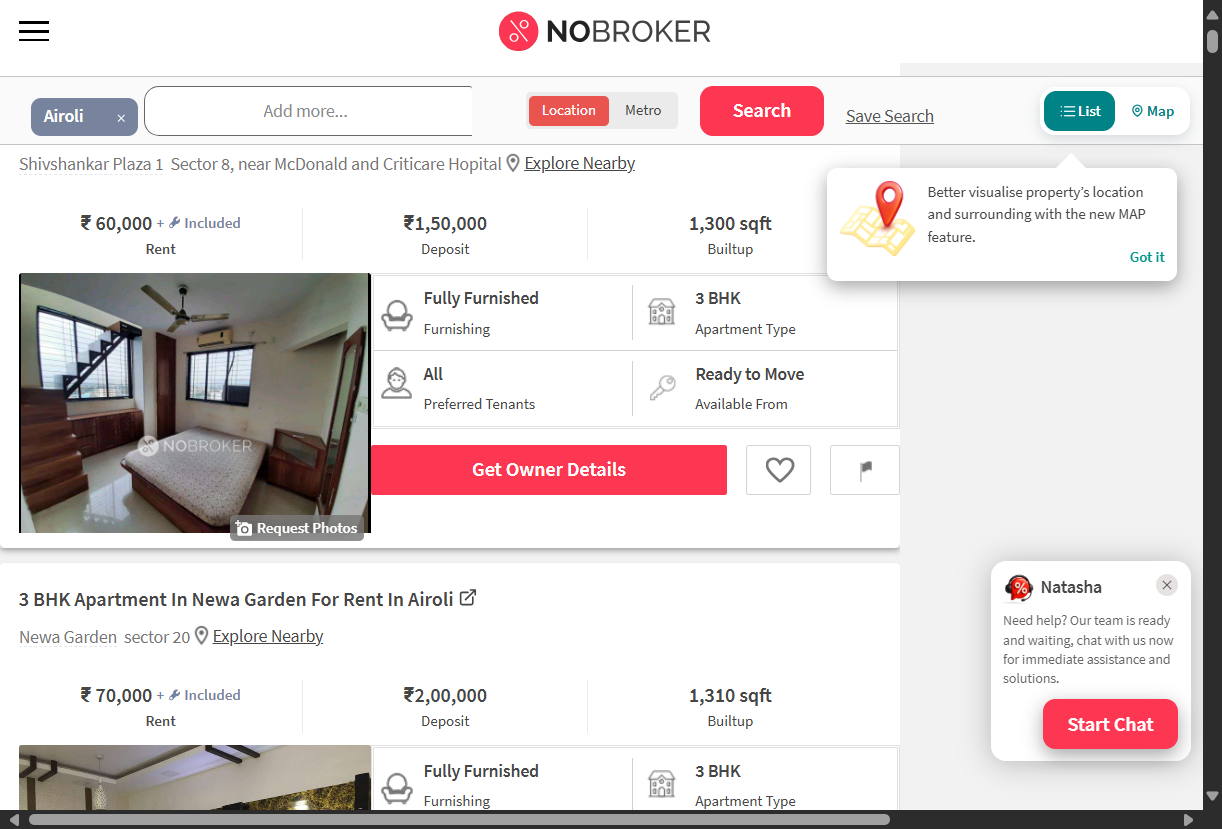 NOBROKER
Airoli ×
Add more...
Location
Metro
Search
Save Search
List
Map
Shivshankar Plaza 1 Sector 8, near McDonald and Criticare Hopital Explore Nearby
Better visualise property's location
and surrounding with the new MAP
feature.
Got it
₹ 60,000 + Included
Rent
₹1,50,000
Deposit
1,300 sqft
Builtup
NOBROKER
Request Photos
Fully Furnished
Furnishing
3 BHK
Apartment Type
All
Preferred Tenants
Ready to Move
Available From
Get Owner Details
3 BHK Apartment In Newa Garden For Rent In Airoli
Newa Garden sector 20 Explore Nearby
₹ 70,000 + Included
Rent
₹2,00,000
Deposit
1,310 sqft
Builtup
Fully Furnished
Furnishing
3 BHK
Apartment Type
Natasha
Need help? Our team is ready
and waiting, chat with us now
for immediate assistance and
solutions.
Start Chat